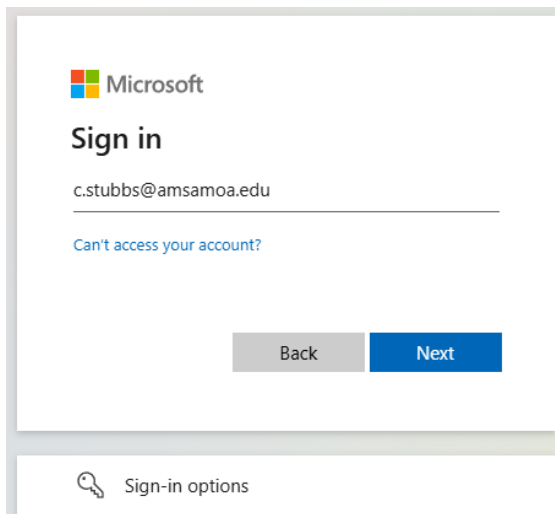 Microsoft
Sign in
c.stubbs@amsamoa.edu
Can't access your account?
Back Next
Sign-in options